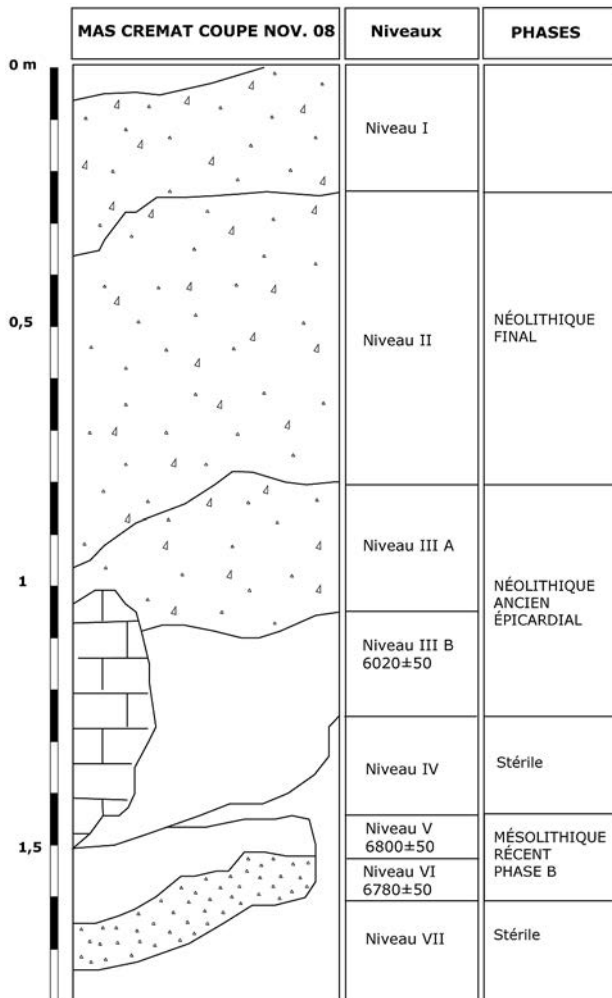 MAS CREMAT COUPE NOV. 08
Niveaux
PHASES
0 m
Niveau I
0,5
Niveau II
NÉOLITHIQUE
FINAL
1
Niveau III A
NÉOLITHIQUE
ANCIEN
ÉPICARDIAL
Niveau III B
6020±50
Niveau IV
Stérile
1,5
Niveau V
6800±50
MÉSOLITHIQUE
RÉCENT
PHASE B
Niveau VI
6780±50
Niveau VII
Stérile